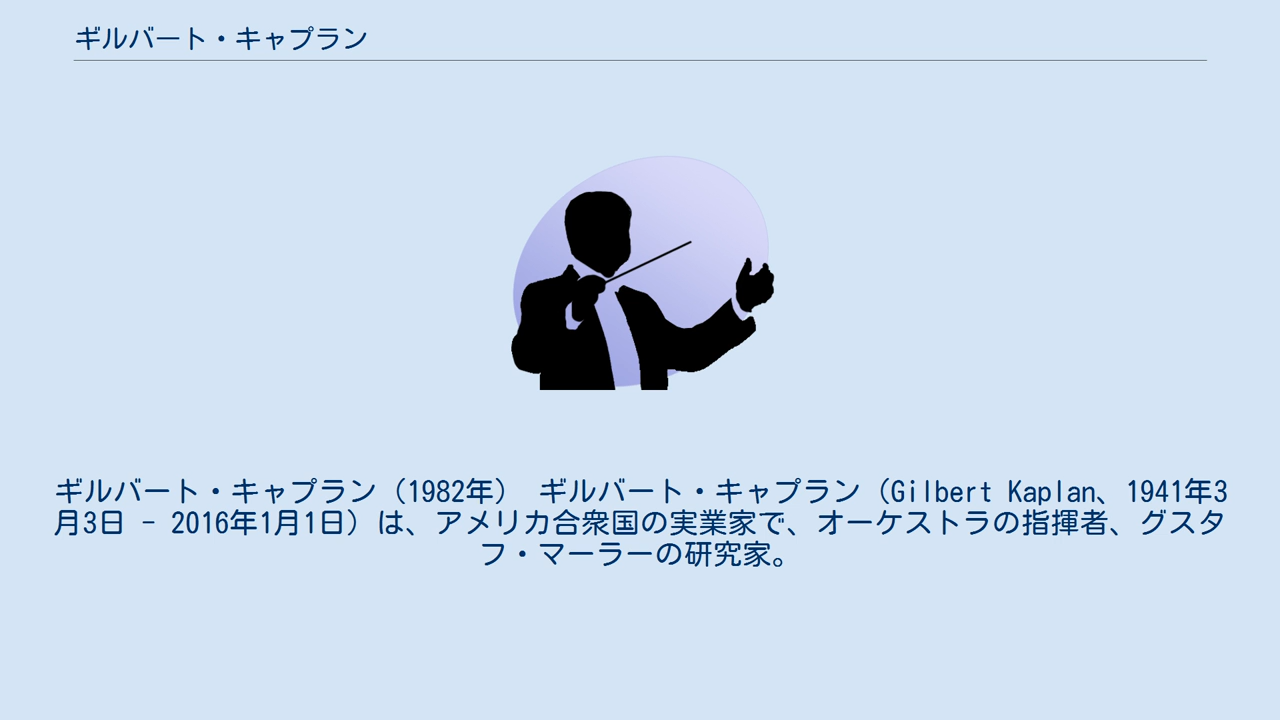 ギルバート・キャプラン
ギルバート・キャプラン（1982年） ギルバート・キャプラン（Gilbert Kaplan、1941年3
月3日 - 2016年1月1日）は、アメリカ合衆国の実業家で、オーケストラの指揮者、グスタ
フ・マーラーの研究家。